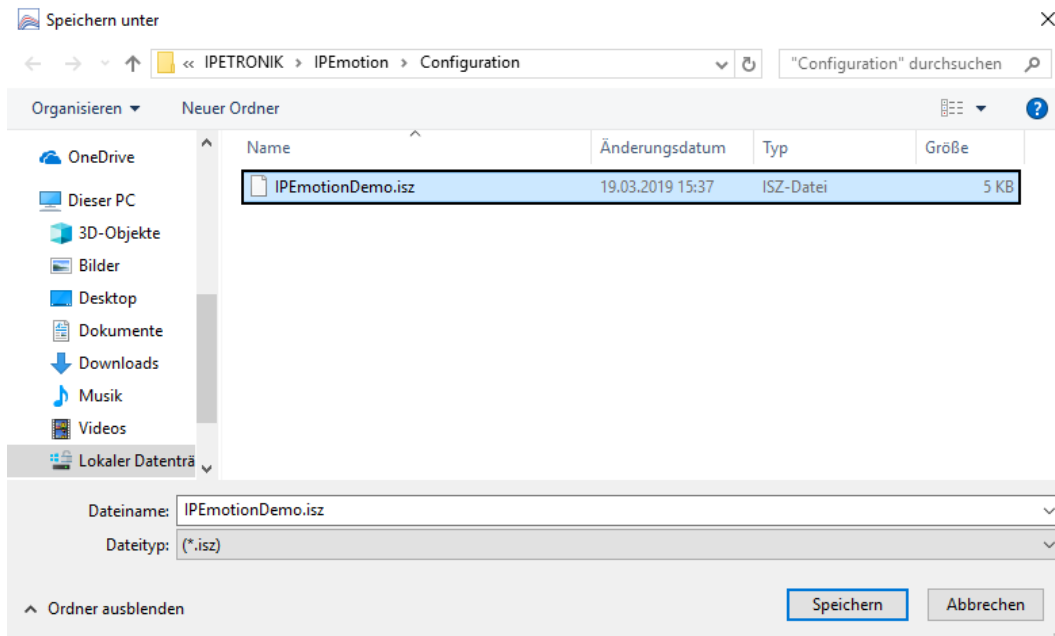 Speichern unter
« IPETRONIK > IPEmotion > Configuration
"Configuration" durchsuchen
Organisieren Neuer Ordner
Name Änderungsdatum Typ Größe
IPEmotionDemo.isz 19.03.2019 15:37 ISZ-Datei 5 KB
OneDrive
Dieser PC
3D-Objekte
Bilder
Desktop
Dokumente
Downloads
Musik
Videos
Lokaler Datenträ
Dateiname: IPEmotionDemo.isz
Dateityp: (*.isz)
Ordner ausblenden
Speichern Abbrechen